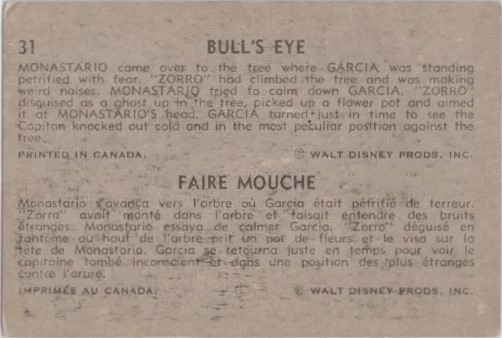 31 BULL'S EYE
MONASTARIO came over to the tree where GARCIA was standing
petrified with fear. "ZORRO" had climbed the tree and was making
weird noises. MONASTARIO tried to calm down GARCIA. "ZORRO"
disguised as a ghost up in the tree, picked up a flower pot and aimed
it at MONASTARIO'S head. GARCIA turned just in time to see the
Capitan knocked out cold and in the most peculiar position against the
tree.
PRINTED IN CANADA. © WALT DISNEY PRODS. INC.
FAIRE MOUCHE
Monastario s'avança vers l'arbre où Garcia était pétrifié de terreur.
"Zorro" avait monté dans l'arbre et faisait entendre des bruits
étranges. Monastario essaya de calmer Garcia. "Zorro" déguisé en
fantôme au haut de l'arbre prit un pot de fleurs et le visa sur la
tête de Monastario. Garcia se retourna juste en temps pour voir le
capitaine tombé inconscient et dans une position des plus étranges
contre l'arbre.
IMPRIMÉE AU CANADA. © WALT DISNEY PRODS. INC.